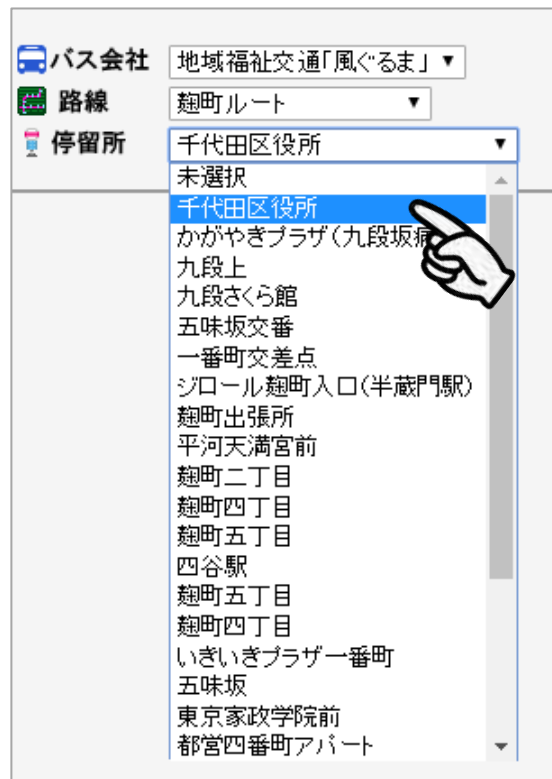 バス会社 地域福祉交通「風ぐるま」
路線 麹町ルート
停留所 千代田区役所
未選択
千代田区役所
かがやきプラザ(九段坂病
九段上
九段さくら館
五味坂交番
一番町交差点
ジロール麹町入口(半蔵門駅)
麹町出張所
平河天満宮前
麹町二丁目
麹町四丁目
麹町五丁目
四谷駅
麹町五丁目
麹町四丁目
いきいきプラザ一番町
五味坂
東京家政学院前
都営四番町アパート